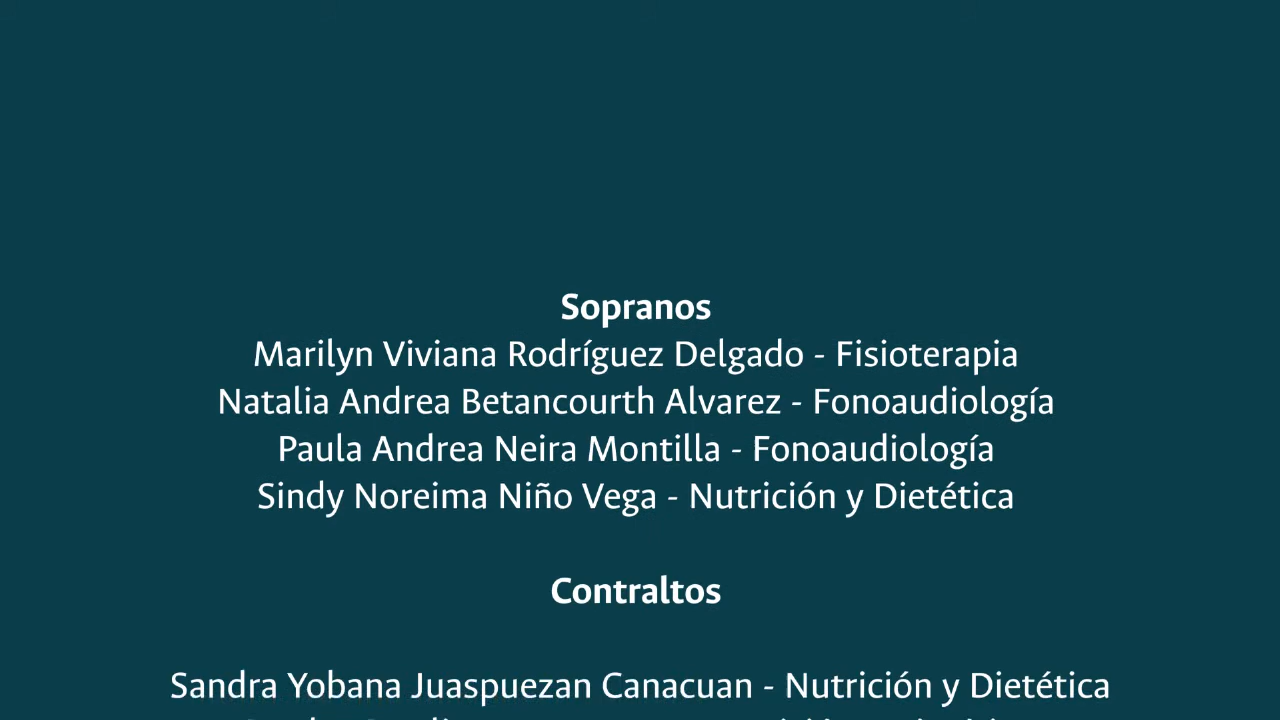 Sopranos
Marilyn Viviana Rodríguez Delgado - Fisioterapia
Natalia Andrea Betancourth Alvarez - Fonoaudiología
Paula Andrea Neira Montilla - Fonoaudiología
Sindy Noreima Niño Vega - Nutrición y Dietética
Contraltos
Sandra Yobana Juaspuezan Canacuan - Nutrición y Dietética